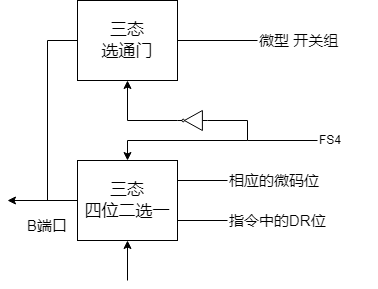 三态
选通门
微型 开关组
FS4
三态
四位二选一
相应的微码位
指令中的DR位
B端口